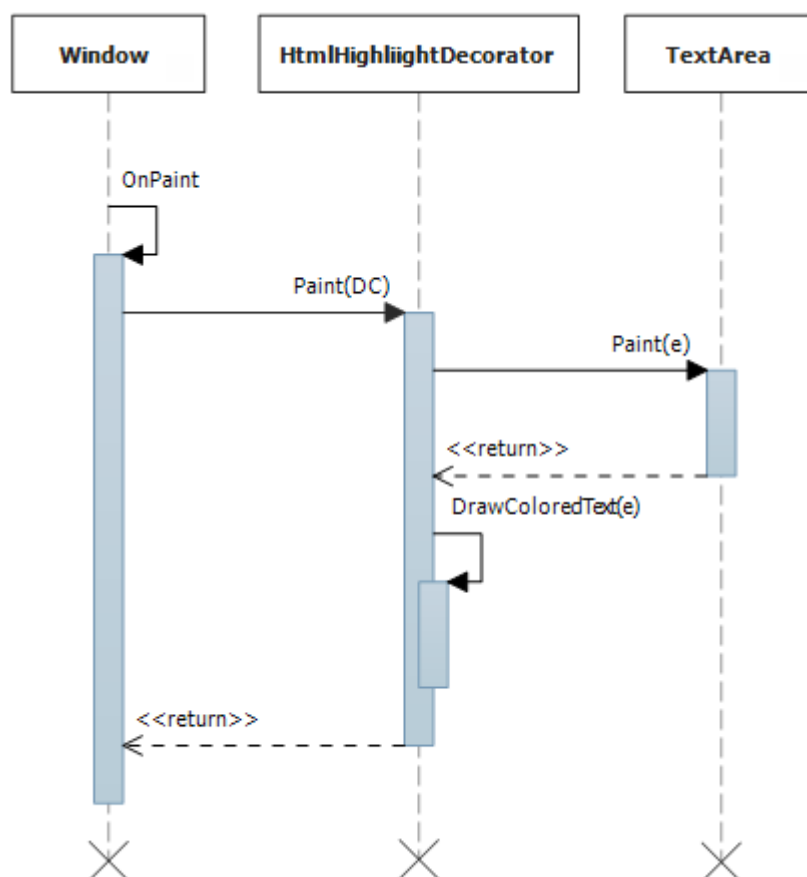 Window
HtmlHighliightDecorator
TextArea
OnPaint
Paint(DC)
Paint(e)
<<return>>
DrawColoredText(e)
<<return>>